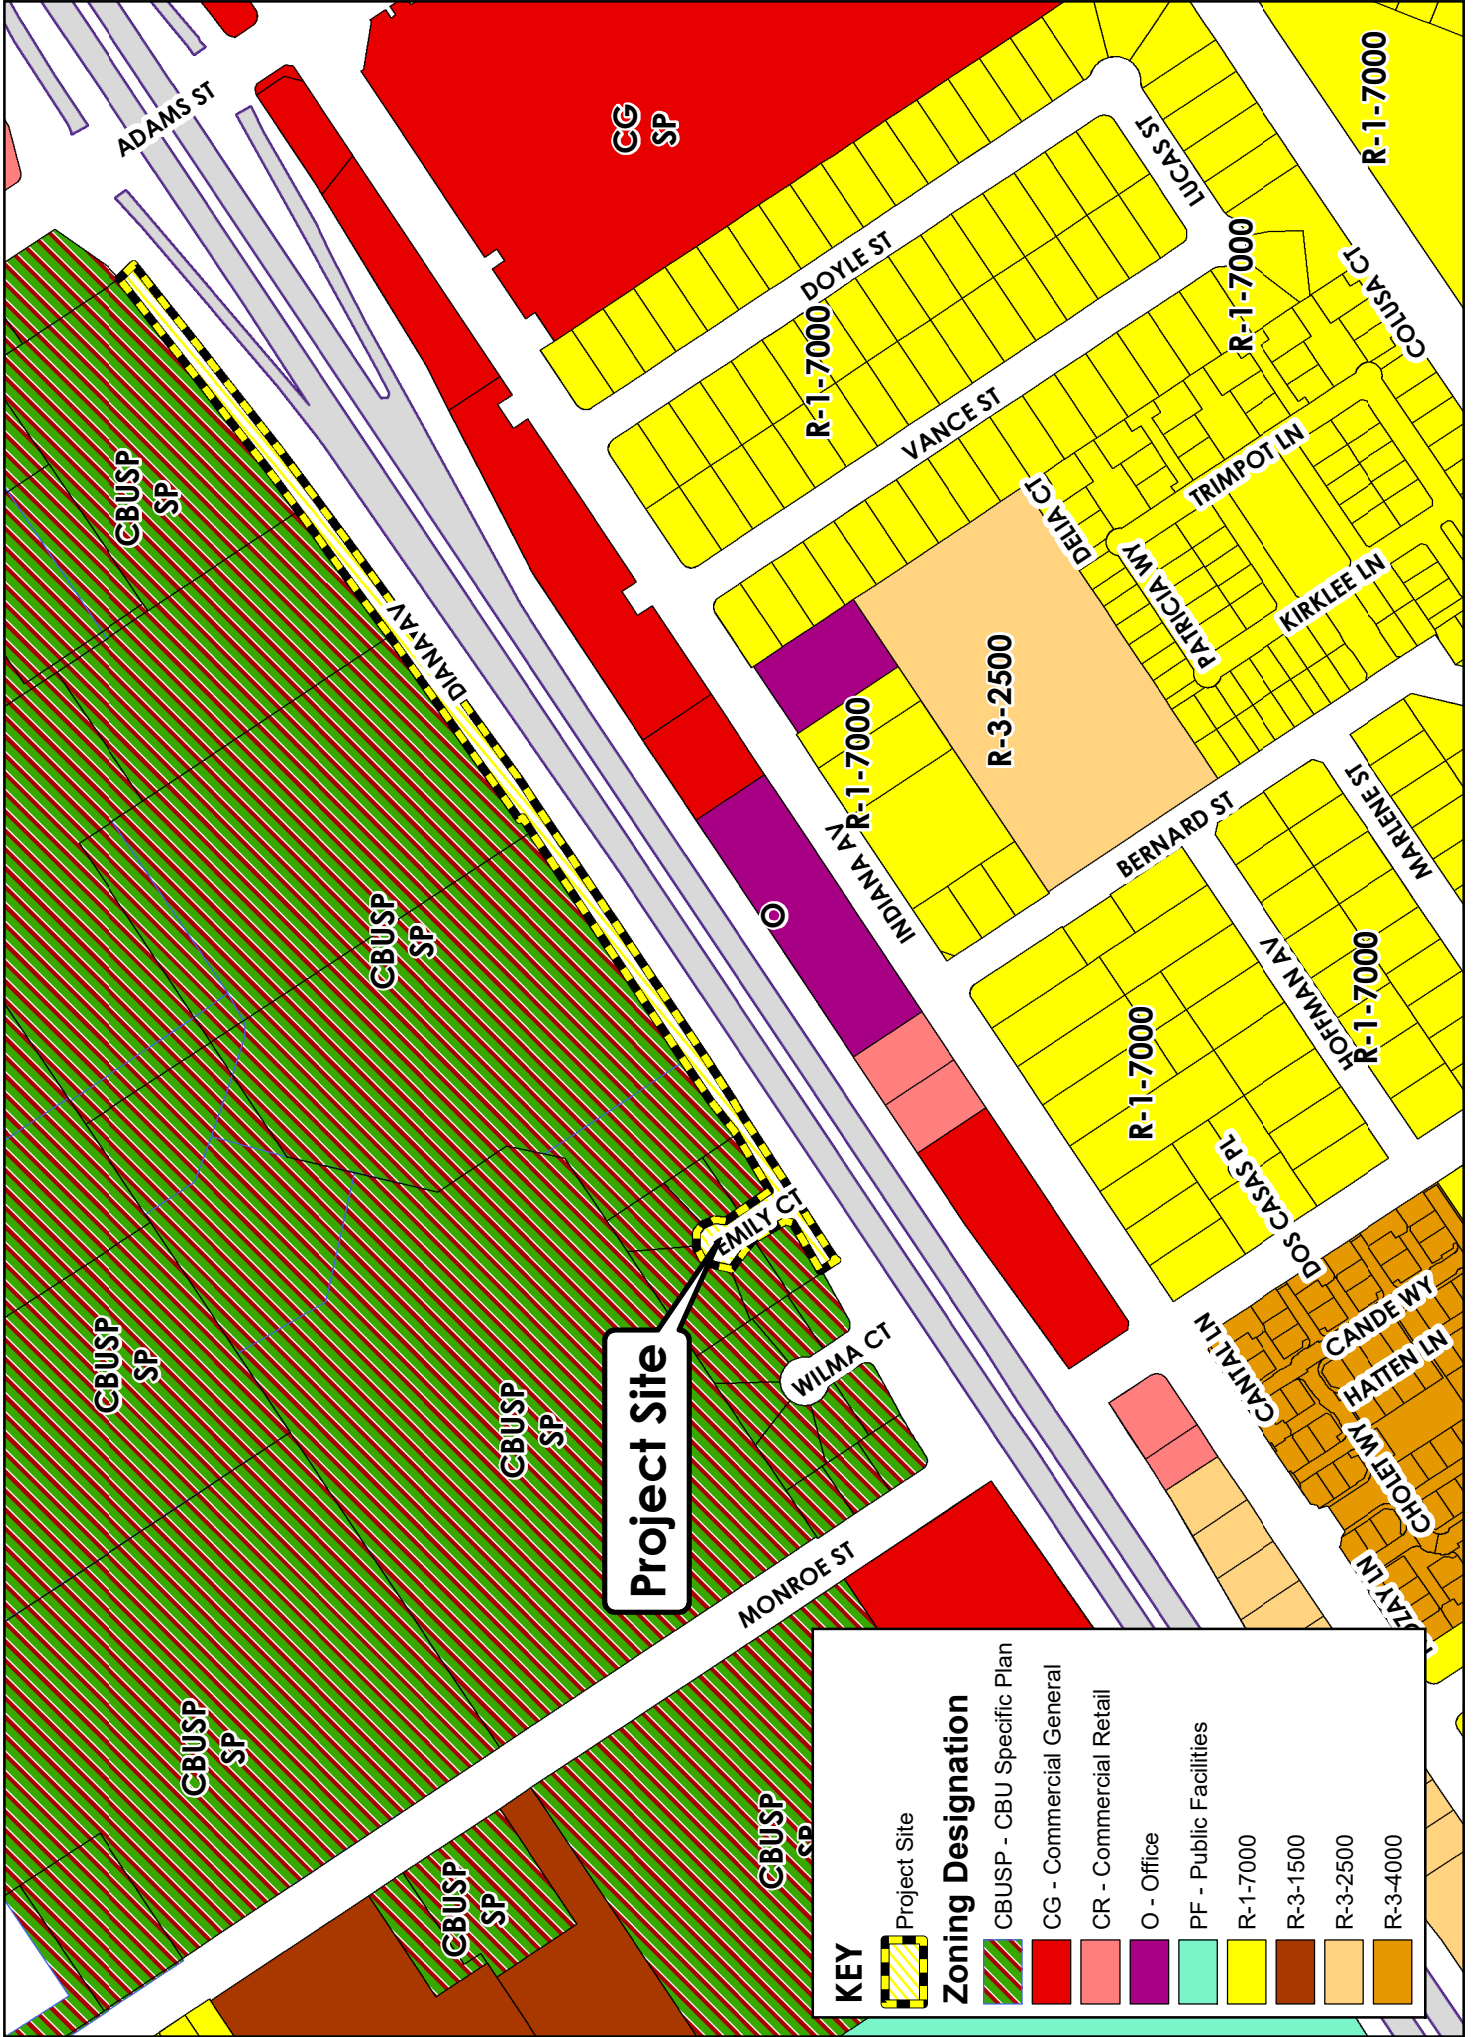 ADAMS ST
CG
SP
R-1-7000
LUCAS ST
DOYLE ST
R-1-7000
R-1-7000
COLUSA CT
VANCE ST
CBUSP
SP
DIANA AV
DELIA CT
TRIMPOT LN
PATRICIA WY
KIRKLEE LN
R-3-2500
R-1-7000
INDIANA AV
BERNARD ST
MARLENE ST
O
CBUSP
SP
HOFFMAN AV
R-1-7000
R-1-7000
DOS CASAS PL
EMILY CT
CANTAL LN
CANDE WY
HATTEN LN
CHOLET WY
WILMA CT
CBUSP
SP
CBUSP
SP
Project Site
MONROE ST
CBUSP
SP
CBUSP
SP
CBUSP
SP
KEY
Project Site
Zoning Designation
CBUSP - CBU Specific Plan
CG - Commercial General
CR - Commercial Retail
O - Office
PF - Public Facilities
R-1-7000
R-3-1500
R-3-2500
R-3-4000